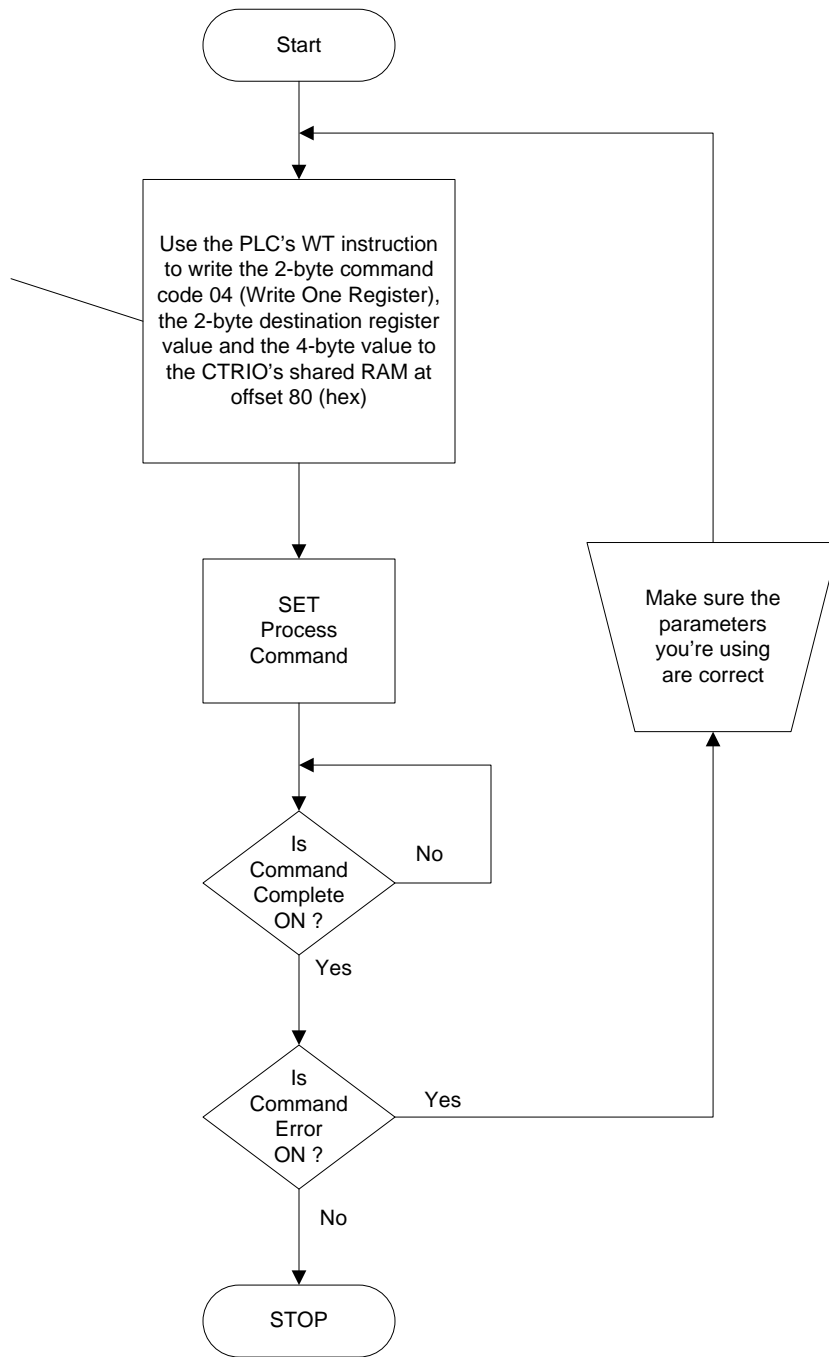 Start
Use the PLC's WT instruction
to write the 2-byte command
code 04 (Write One Register),
the 2-byte destination register
value and the 4-byte value to
the CTRIO's shared RAM at
offset 80 (hex)
SET
Process
Command
Make sure the
parameters
you're using
are correct
Is
Command
Complete
ON ?
No
Yes
Is
Command
Error
ON ?
Yes
No
STOP